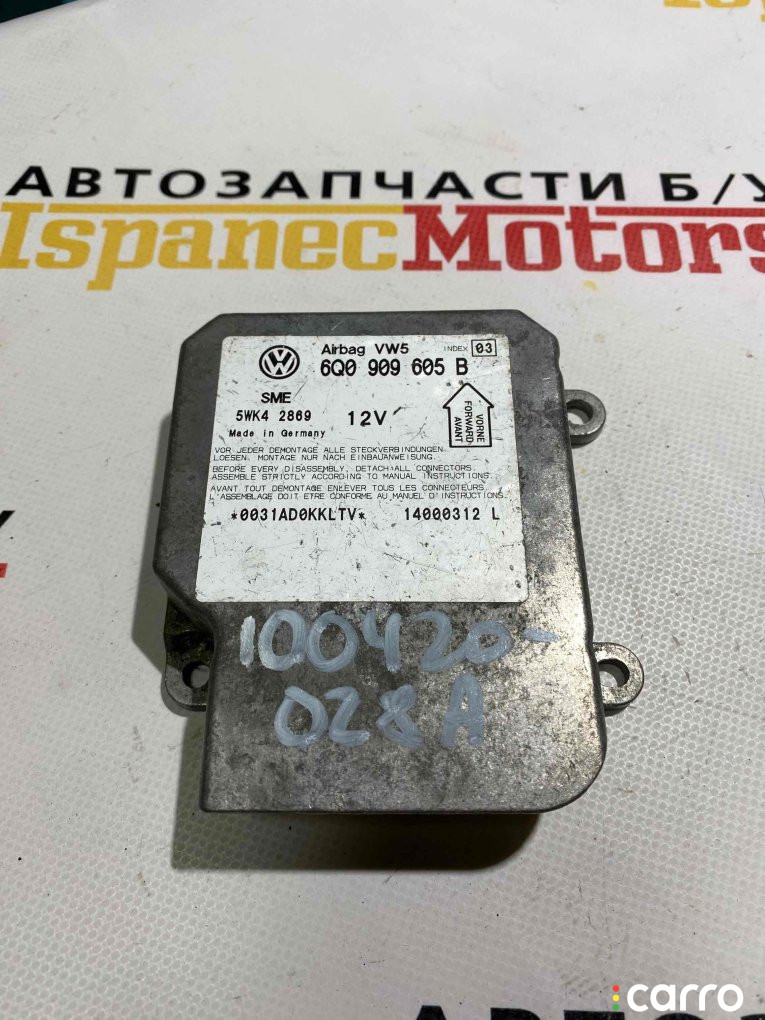 АВТОЗАПЧАСТИ Б/У
IspanecMotors
Airbag VW5 INDEX 03
6Q0 909 605 B
SME
5WK4 2869 12V
Made in Germany
VORNE
FORWARD
AVANT
VOR JEDER DEMONTAGE ALLE STECKVERBINDUNGEN
LOESEN, MONTAGE NUR NACH EINBAUANWEISUNG.
BEFORE EVERY DISASSEMBLY, DETACH ALL CONNECTORS.
ASSEMBLE STRICTLY ACCORDING TO MANUAL INSTRUCTIONS.
AVANT TOUT DEMONTAGE ENLEVER TOUS LES CONNECTEURS.
L'ASSEMBLAGE DOIT ETRE CONFORME AU MANUEL D'INSTRUCTIONS.
*0031AD0KKLTV* 14000312 L
100420-
028A
carro